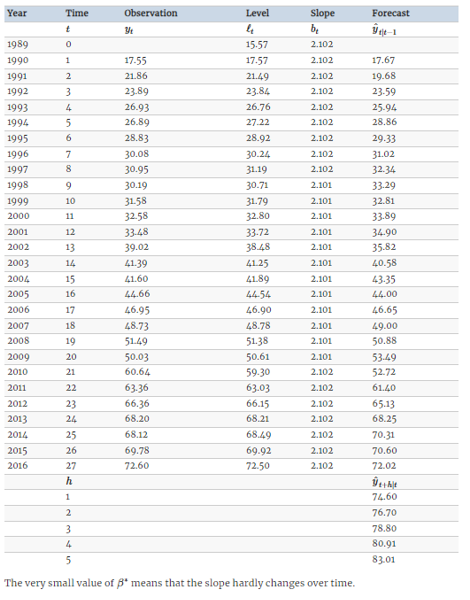 Year Time Observation Level Slope Forecast
t y_t ℓ_t b_t ŷ_{t|t−1}
1989 0 15.57 2.102
1990 1 17.55 17.57 2.102 17.67
1991 2 21.86 21.49 2.102 19.68
1992 3 23.89 23.84 2.102 23.59
1993 4 26.93 26.76 2.102 25.94
1994 5 26.89 27.22 2.102 28.86
1995 6 28.83 28.92 2.102 29.33
1996 7 30.08 30.24 2.102 31.02
1997 8 30.95 31.19 2.102 32.34
1998 9 30.19 30.71 2.101 33.29
1999 10 31.58 31.79 2.101 32.81
2000 11 32.58 32.80 2.101 33.89
2001 12 33.48 33.72 2.101 34.90
2002 13 39.02 38.48 2.101 35.82
2003 14 41.39 41.25 2.101 40.58
2004 15 41.60 41.89 2.101 43.35
2005 16 44.66 44.54 2.101 44.00
2006 17 46.95 46.90 2.101 46.65
2007 18 48.73 48.78 2.101 49.00
2008 19 51.49 51.38 2.101 50.88
2009 20 50.03 50.61 2.101 53.49
2010 21 60.64 59.30 2.102 52.72
2011 22 63.36 63.03 2.102 61.40
2012 23 66.36 66.15 2.102 65.13
2013 24 68.20 68.21 2.102 68.25
2014 25 68.12 68.49 2.102 70.31
2015 26 69.78 69.92 2.102 70.60
2016 27 72.60 72.50 2.102 72.02
h ŷ_{t+h|t}
1 74.60
2 76.70
3 78.80
4 80.91
5 83.01
The very small value of β* means that the slope hardly changes over time.